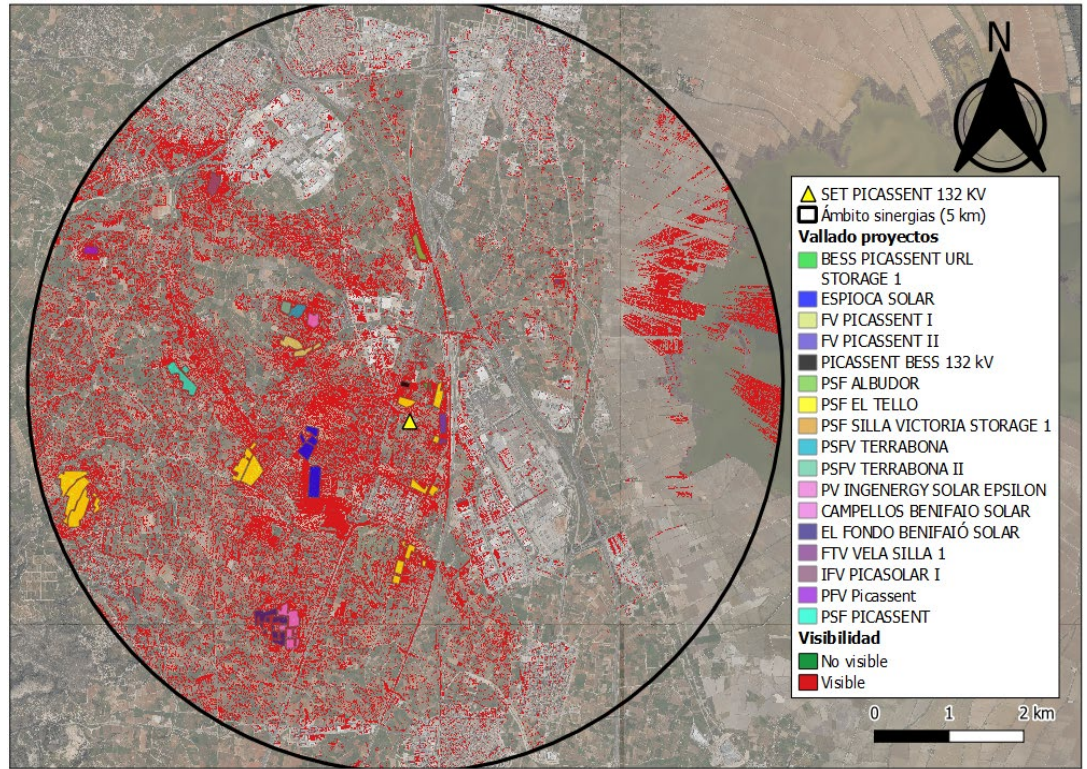 N
SET PICASSENT 132 KV
Ámbito sinergias (5 km)
Vallado proyectos
BESS PICASSENT URL
STORAGE 1
ESPIOCA SOLAR
FV PICASSENT I
FV PICASSENT II
PICASSENT BESS 132 kV
PSF ALBUDOR
PSF EL TELLO
PSF SILLA VICTORIA STORAGE 1
PSFV TERRABONA
PSFV TERRABONA II
PV INGENERGY SOLAR EPSILON
CAMPELLOS BENIFAIO SOLAR
EL FONDO BENIFAIÓ SOLAR
FTV VELA SILLA 1
IFV PICASOLAR I
PFV Picassent
PSF PICASSENT
Visibilidad
No visible
Visible
0 1 2 km